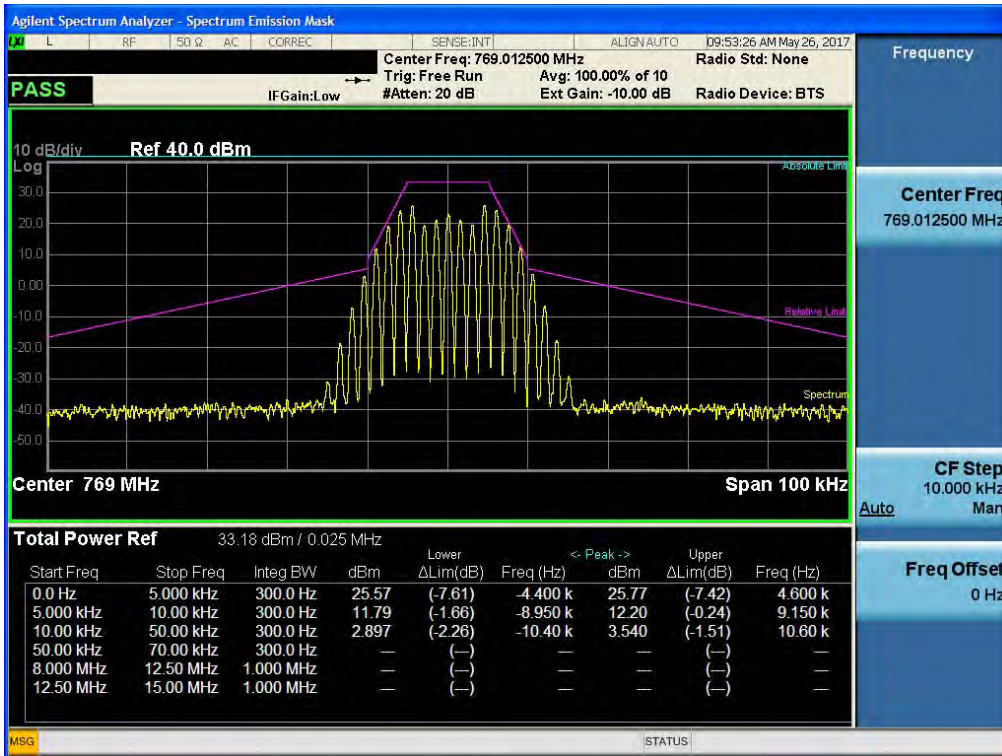 Agilent Spectrum Analyzer - Spectrum Emission Mask
LXI L RF 50 Ω AC CORREC SENSE:INT ALIGN AUTO 09:53:26 AM May 26, 2017
Center Freq: 769.012500 MHz Radio Std: None
Trig: Free Run Avg: 100.00% of 10
PASS IFGain:Low #Atten: 20 dB Ext Gain: -10.00 dB Radio Device: BTS
10 dB/div Ref 40.0 dBm
Log
Absolute Limi
30.0
20.0
10.0
0.00
-10.0
Relative Limi
-20.0
-30.0
Spectrum
-40.0
-50.0
Center 769 MHz Span 100 kHz
Total Power Ref 33.18 dBm / 0.025 MHz
Lower <- Peak -> Upper
Start Freq Stop Freq Integ BW dBm ΔLim(dB) Freq (Hz) dBm ΔLim(dB) Freq (Hz)
0.0 Hz 5.000 kHz 300.0 Hz 25.57 (-7.61) -4.400 k 25.77 (-7.42) 4.600 k
5.000 kHz 10.00 kHz 300.0 Hz 11.79 (-1.66) -8.950 k 12.20 (-0.24) 9.150 k
10.00 kHz 50.00 kHz 300.0 Hz 2.897 (-2.26) -10.40 k 3.540 (-1.51) 10.60 k
50.00 kHz 70.00 kHz 300.0 Hz — (—) — — (—) —
8.000 MHz 12.50 MHz 1.000 MHz — (—) — — (—) —
12.50 MHz 15.00 MHz 1.000 MHz — (—) — — (—) —
MSG STATUS
Frequency
Center Freq
769.012500 MHz
CF Step
10.000 kHz
Auto Man
Freq Offset
0 Hz